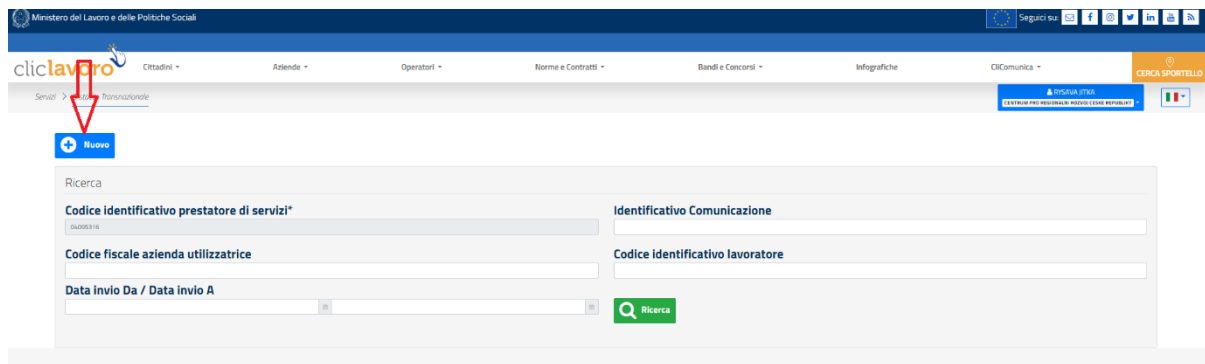 Ministero del Lavoro e delle Politiche Sociali
Seguici su:
cliclavoro Cittadini Aziende Operatori Norme e Contratti Bandi e Concorsi Infografiche CliComunica CERCA SPORTELLO
Servizi > Transnazionale
RYSAVA JITKA
CENTRUM PRO REGIONALNI ROZVOJ CESKE REPUBLIKY
Nuovo
Ricerca
Codice identificativo prestatore di servizi* Identificativo Comunicazione
04095316
Codice fiscale azienda utilizzatrice Codice identificativo lavoratore
Data invio Da / Data invio A
Ricerca